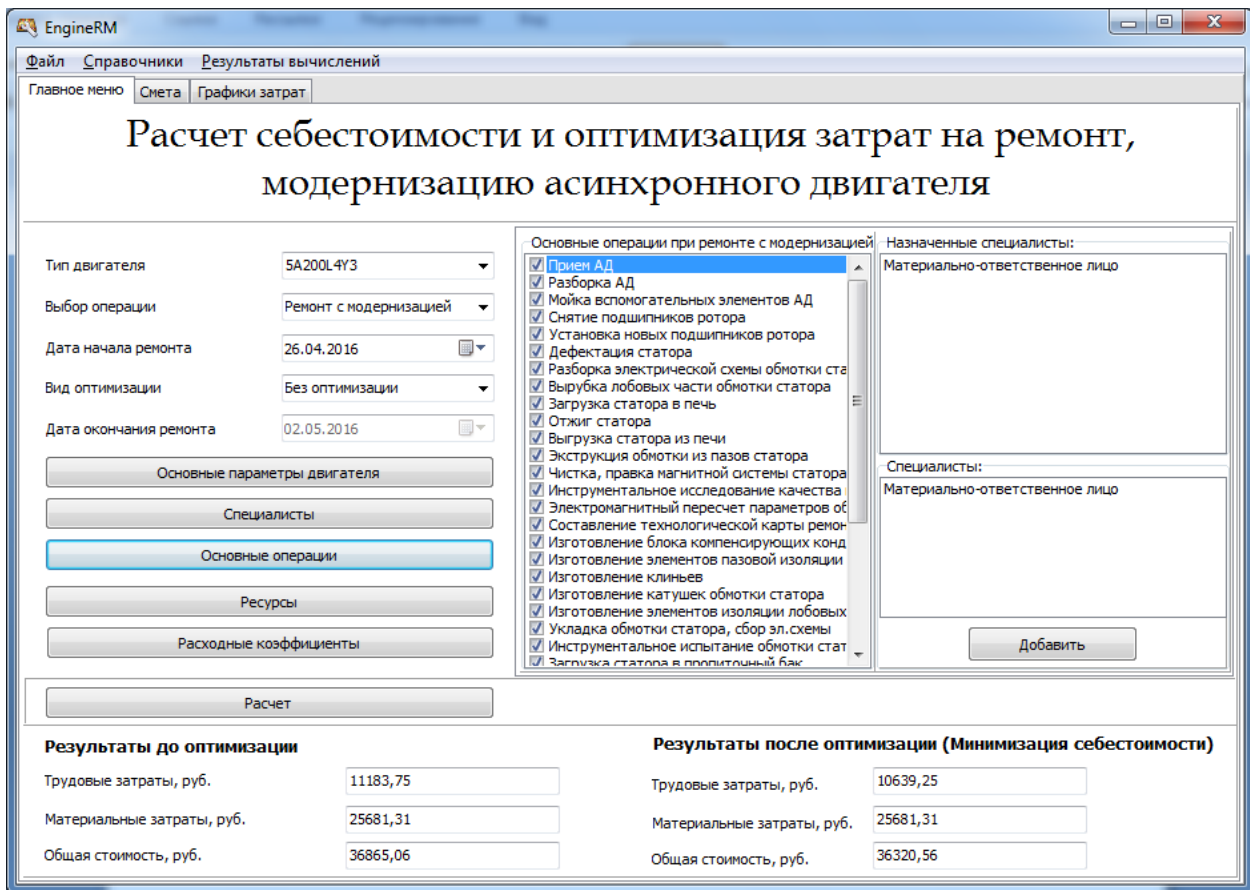 EngineRM
Файл Справочники Результаты вычислений
Главное меню Смета Графики затрат
Расчет себестоимости и оптимизация затрат на ремонт,
модернизацию асинхронного двигателя
Тип двигателя 5А200L4У3
Выбор операции Ремонт с модернизацией
Дата начала ремонта 26.04.2016
Вид оптимизации Без оптимизации
Дата окончания ремонта 02.05.2016
Основные параметры двигателя
Специалисты
Основные операции
Ресурсы
Расходные коэффициенты
Основные операции при ремонте с модернизацией
Прием АД
Разборка АД
Мойка вспомогательных элементов АД
Снятие подшипников ротора
Установка новых подшипников ротора
Дефектация статора
Разборка электрической схемы обмотки ста
Вырубка лобовых части обмотки статора
Загрузка статора в печь
Отжиг статора
Выгрузка статора из печи
Экструкция обмотки из пазов статора
Чистка, правка магнитной системы статора
Инструментальное исследование качества
Электромагнитный пересчет параметров об
Составление технологической карты ремон
Изготовление блока компенсирующих конд
Изготовление элементов пазовой изоляции
Изготовление клиньев
Изготовление катушек обмотки статора
Изготовление элементов изоляции лобовых
Укладка обмотки статора, сбор эл.схемы
Инструментальное испытание обмотки стат
Загрузка статора в пропиточный бак
Назначенные специалисты:
Материально-ответственное лицо
Специалисты:
Материально-ответственное лицо
Добавить
Расчет
Результаты до оптимизации
Трудовые затраты, руб. 11183,75
Материальные затраты, руб. 25681,31
Общая стоимость, руб. 36865,06
Результаты после оптимизации (Минимизация себестоимости)
Трудовые затраты, руб. 10639,25
Материальные затраты, руб. 25681,31
Общая стоимость, руб. 36320,56